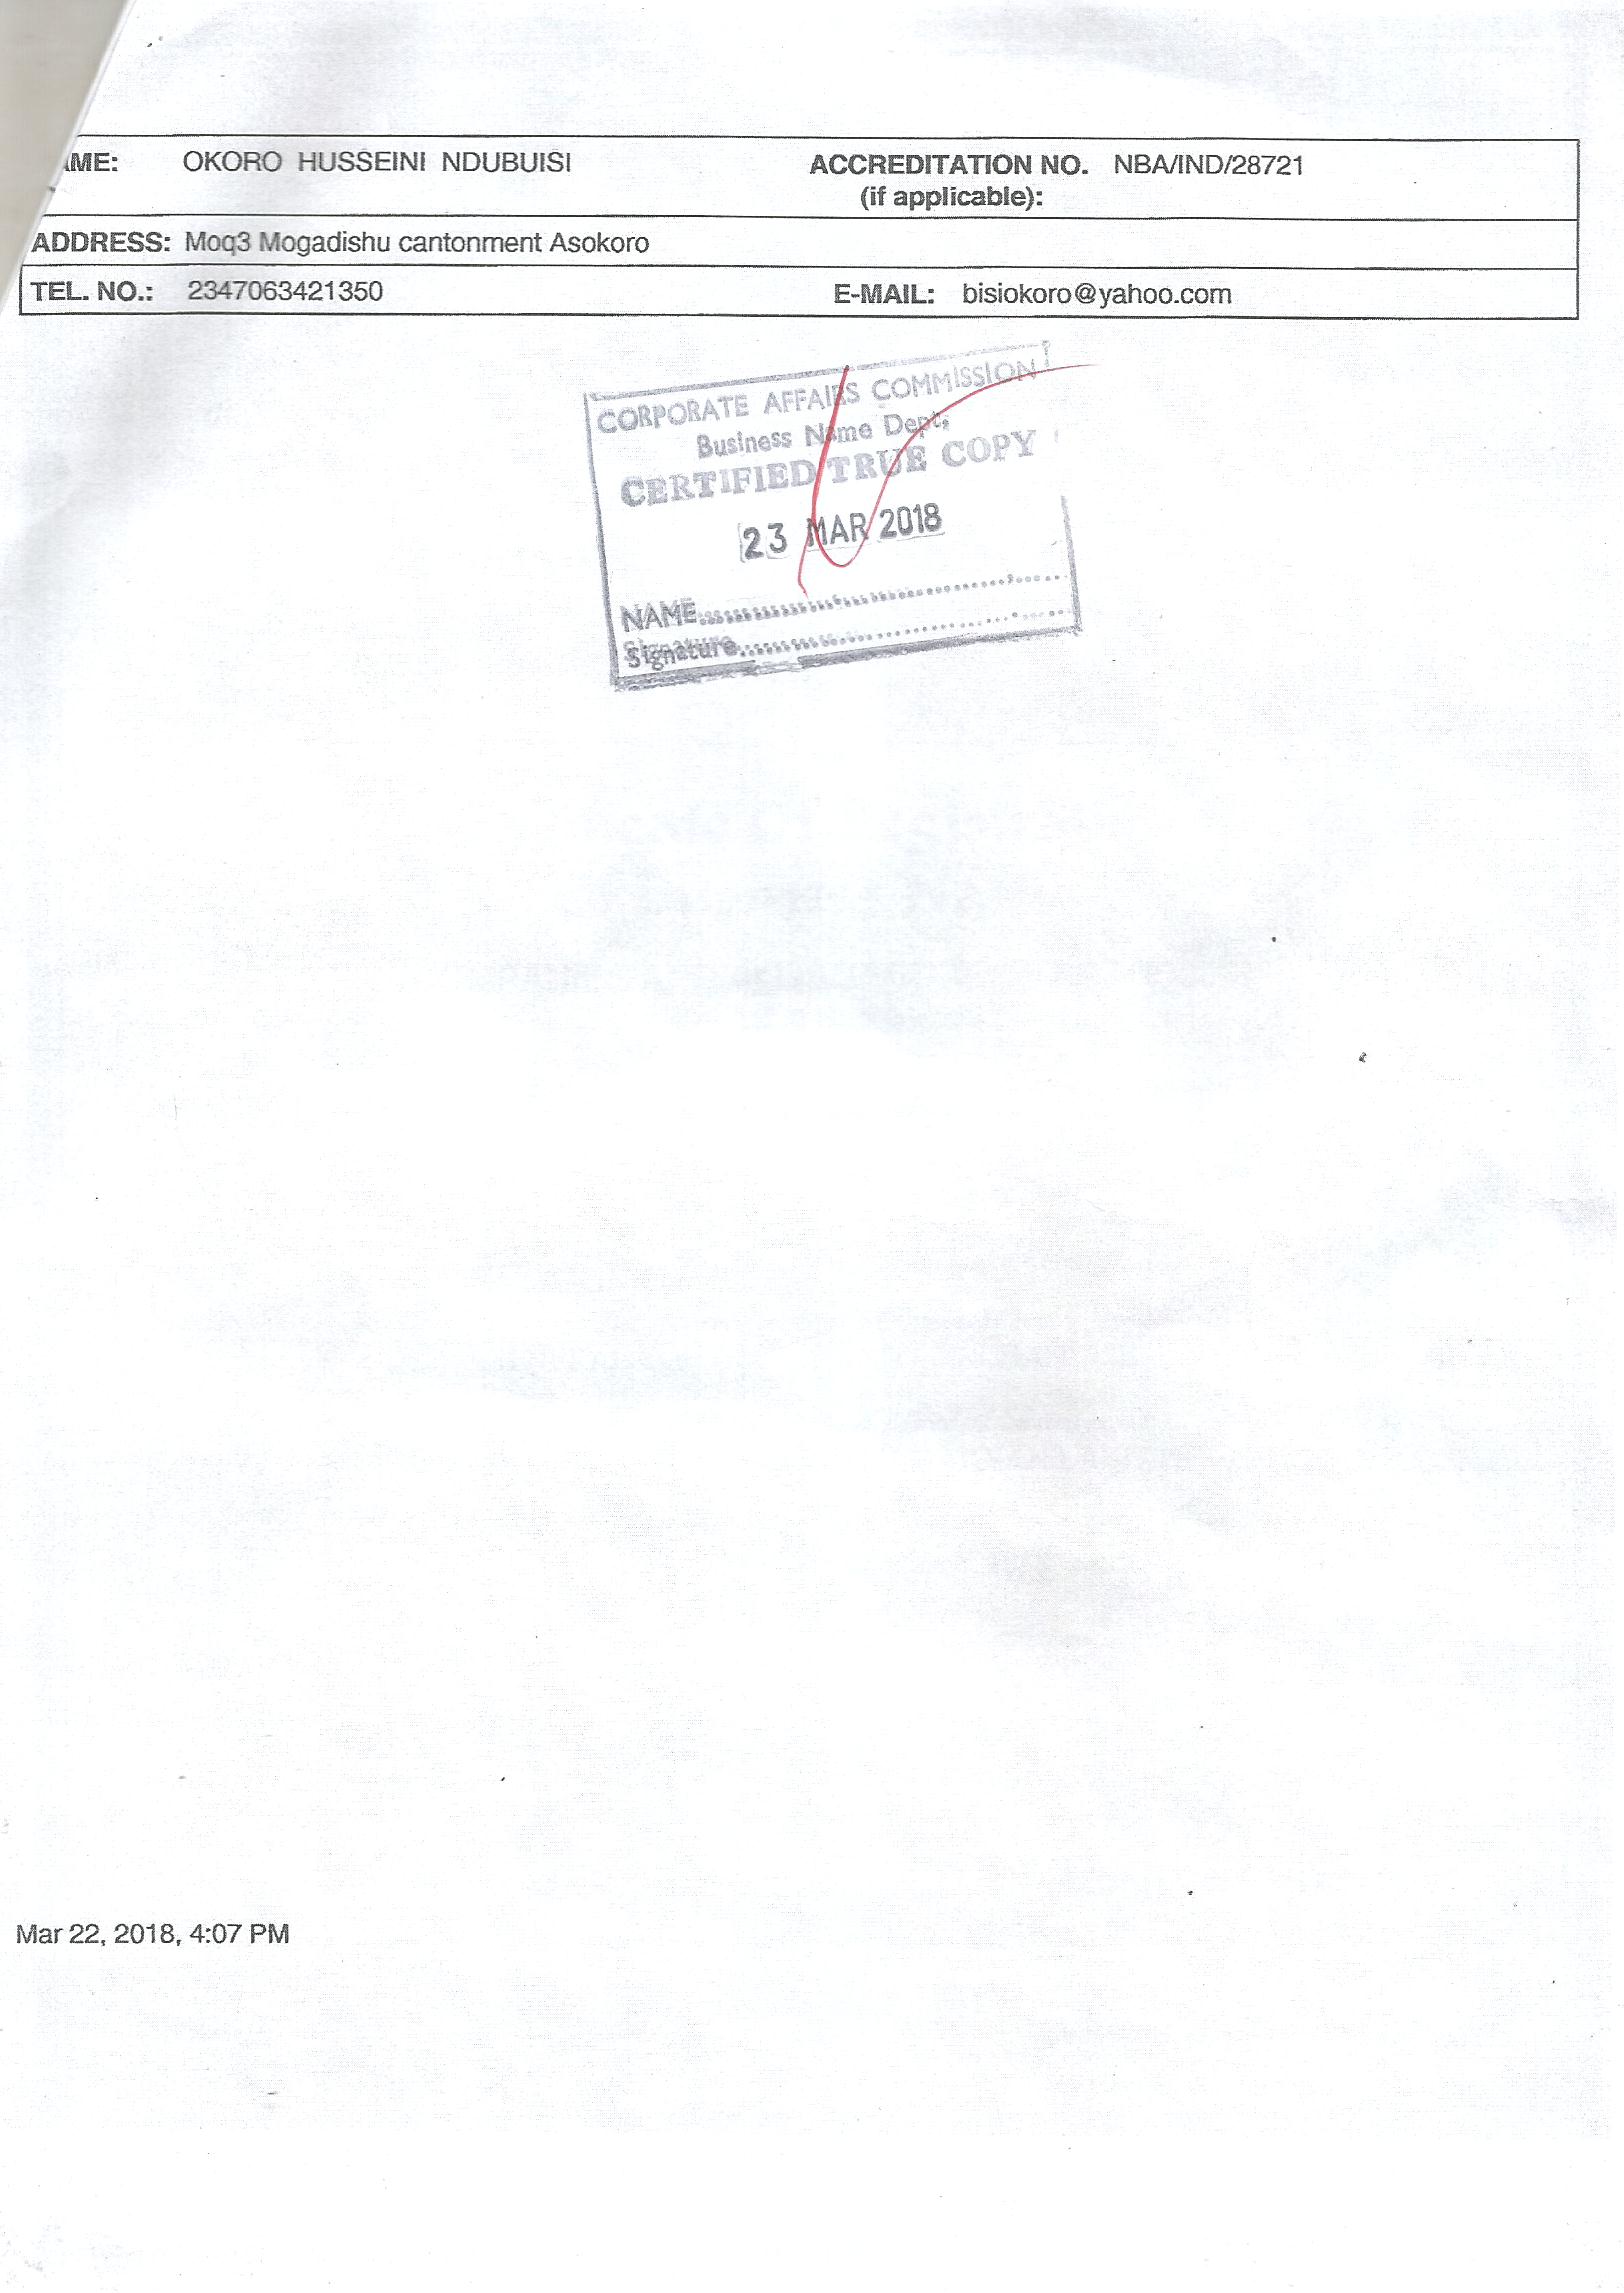 AME: OKORO HUSSEINI NDUBUISI ACCREDITATION NO. NBA/IND/28721
(if applicable):
ADDRESS: Moq3 Mogadishu cantonment Asokoro
TEL. NO.: 2347063421350 E-MAIL: bisiokoro@yahoo.com
CORPORATE AFFAIRS COMMISSION
Business Name Dept.
CERTIFIED TRUE COPY
23 MAR 2018
NAME
Signature
Mar 22, 2018, 4:07 PM